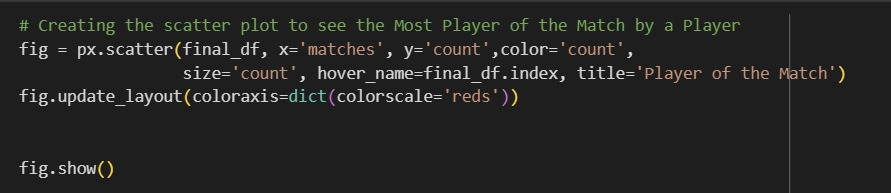 # Creating the scatter plot to see the Most Player of the Match by a Player
fig = px.scatter(final_df, x='matches', y='count',color='count',
                 size='count', hover_name=final_df.index, title='Player of the Match')
fig.update_layout(coloraxis=dict(colorscale='reds'))
fig.show()